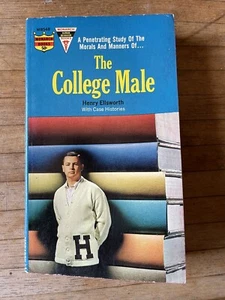 A Penetrating Study Of The
Morals And Manners Of...
The
College Male
Henry Ellsworth
With Case Histories
H